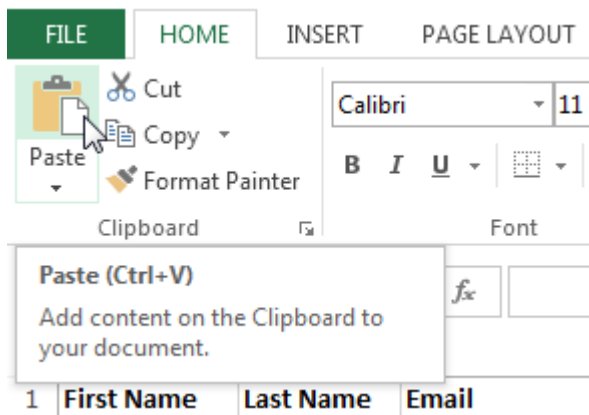 FILE HOME INSERT PAGE LAYOUT
Cut
Calibri 11
Copy
Paste
B I U
Format Painter
Clipboard Font
Paste (Ctrl+V)
fx
Add content on the Clipboard to
your document.
1 First Name Last Name Email